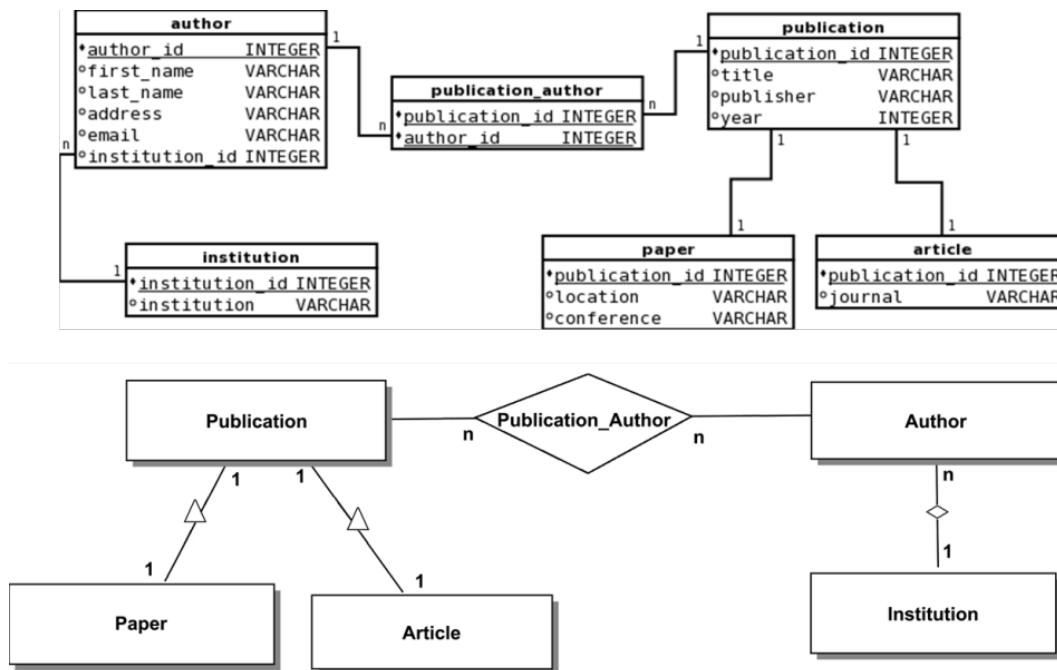 author
author_id INTEGER
first_name VARCHAR
last_name VARCHAR
address VARCHAR
email VARCHAR
institution_id INTEGER
1
n
n
1
publication_author
publication_id INTEGER
author_id INTEGER
n
1
publication
publication_id INTEGER
title VARCHAR
publisher VARCHAR
year INTEGER
1
1
institution
institution_id INTEGER
institution VARCHAR
1
paper
publication_id INTEGER
location VARCHAR
conference VARCHAR
1
article
publication_id INTEGER
journal VARCHAR
Publication
n
Publication_Author
n
Author
1
1
n
1
1
1
Paper
Article
Institution